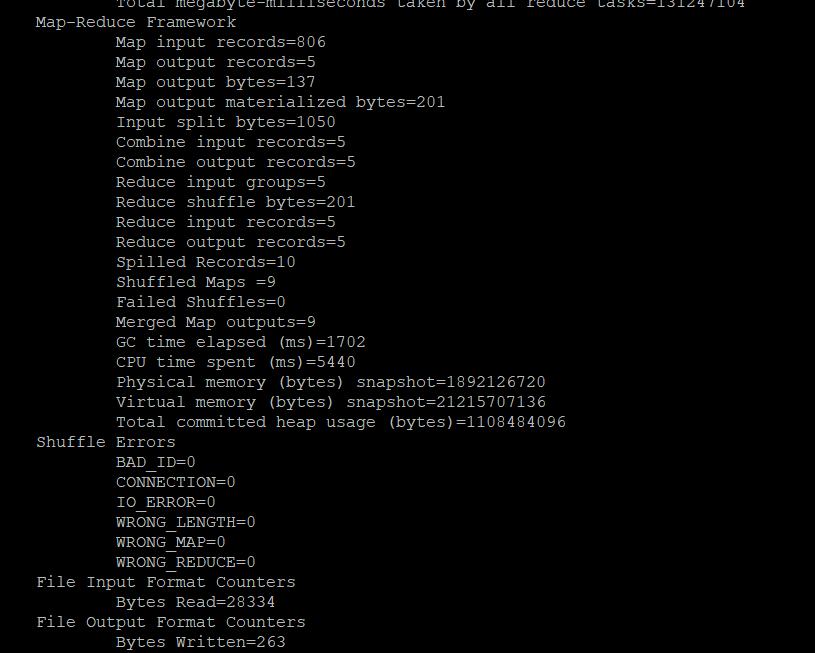 Total megabyte-milliseconds taken by all reduce tasks=131247104
Map-Reduce Framework
Map input records=806
Map output records=5
Map output bytes=137
Map output materialized bytes=201
Input split bytes=1050
Combine input records=5
Combine output records=5
Reduce input groups=5
Reduce shuffle bytes=201
Reduce input records=5
Reduce output records=5
Spilled Records=10
Shuffled Maps =9
Failed Shuffles=0
Merged Map outputs=9
GC time elapsed (ms)=1702
CPU time spent (ms)=5440
Physical memory (bytes) snapshot=1892126720
Virtual memory (bytes) snapshot=21215707136
Total committed heap usage (bytes)=1108484096
Shuffle Errors
BAD_ID=0
CONNECTION=0
IO_ERROR=0
WRONG_LENGTH=0
WRONG_MAP=0
WRONG_REDUCE=0
File Input Format Counters
Bytes Read=28334
File Output Format Counters
Bytes Written=263